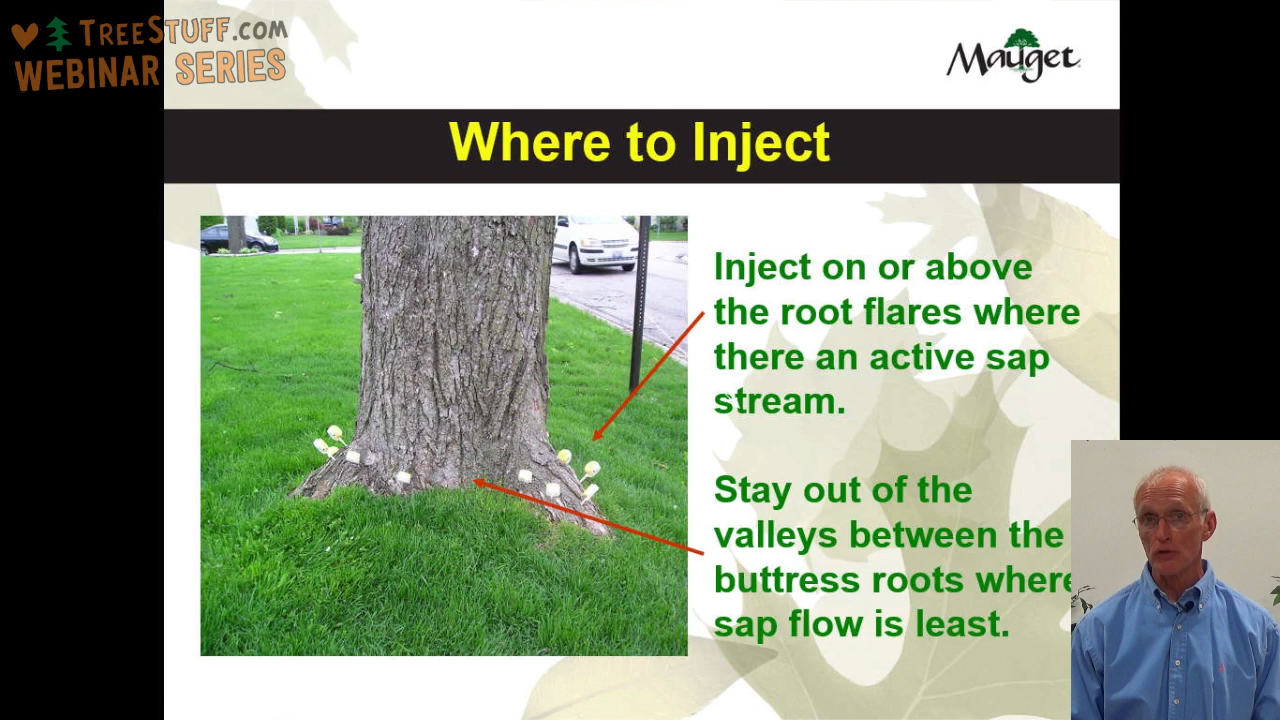 TREESTUFF.COM
WEBINAR SERIES
Mauget
Where to Inject
Inject on or above
the root flares where
there an active sap
stream.
Stay out of the
valleys between the
buttress roots where
sap flow is least.